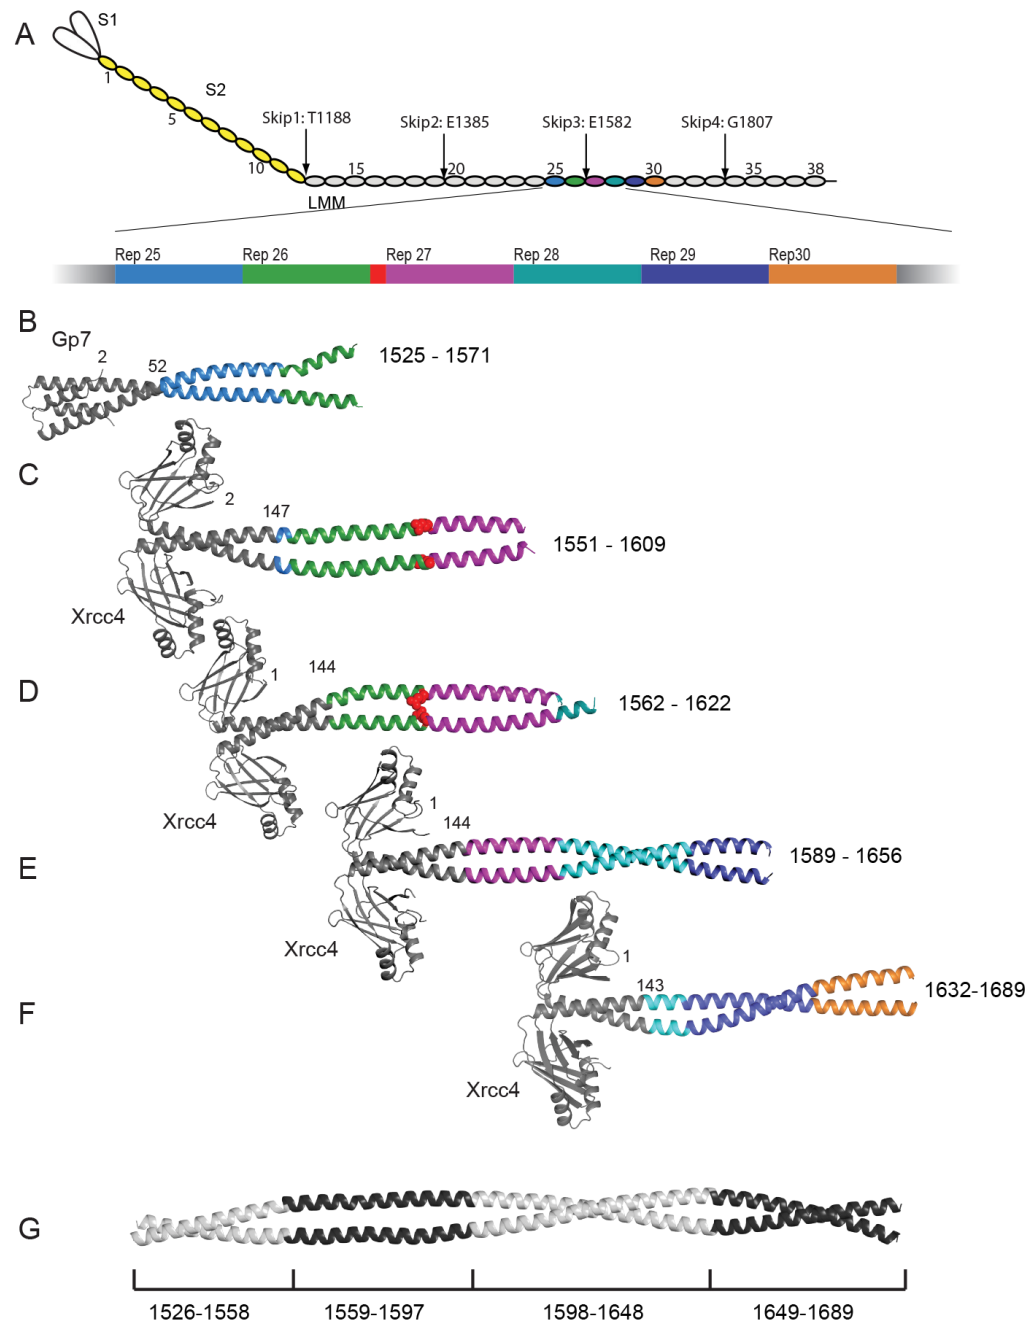 A
S1
1
S2
5
10
Skip1: T1188
Skip2: E1385
Skip3: E1582
Skip4: G1807
15
20
25
30
35
38
LMM
Rep 25
Rep 26
Rep 27
Rep 28
Rep 29
Rep30
B
Gp7
2
52
1525 - 1571
C
2
147
1551 - 1609
Xrcc4
D
1
144
1562 - 1622
Xrcc4
E
1
144
1589 - 1656
Xrcc4
F
1
143
1632-1689
Xrcc4
G
1526-1558
1559-1597
1598-1648
1649-1689